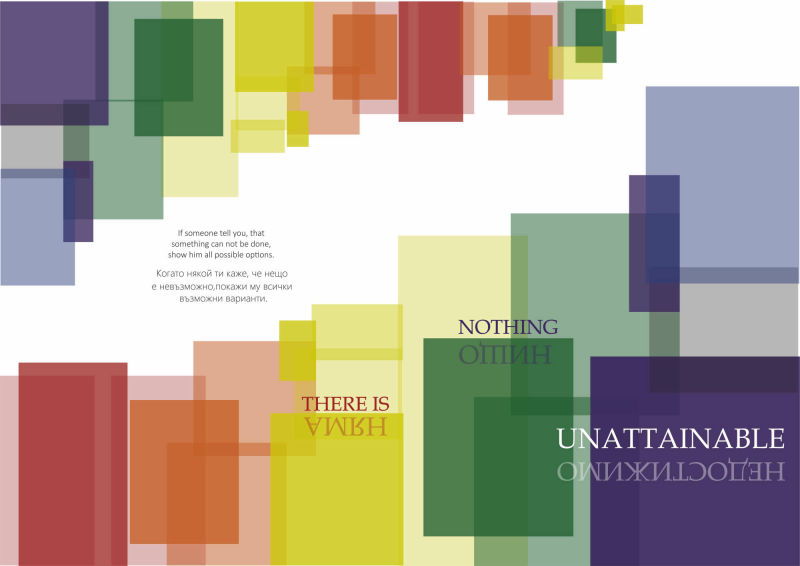 If someone tell you, that
something can not be done,
show him all possible options.
Когато някой ти каже, че нещо
е невъзможно,покажи му всички
възможни варианти.
NOTHING
НИЩО
THERE IS
НЯМА
UNATTAINABLE
НЕДОСТИЖИМО